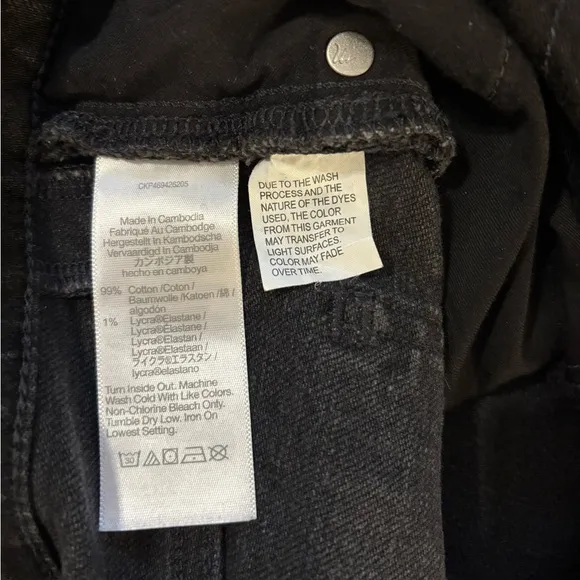 CKP469426205
Made in Cambodia
Fabriqué Au Cambodge
Hergestellt in Kambodscha
Vervaardigd in Cambodja
カンボジア製
hecho en camboya
99% Cotton /Coton /
Baumwolle /Katoen /綿 /
algodón
1% Lycra®Elastane/
Lycra®Elastane /
Lycra®Elastan /
Lycra®Elastaan /
ライクラ®エラスタン /
lycra®elastano
Turn Inside Out. Machine
Wash Cold With Like Colors.
Non-Chlorine Bleach Only.
Tumble Dry Low. Iron On
Lowest Setting.
30
DUE TO THE WASH
PROCESS AND THE
NATURE OF THE DYES
USED, THE COLOR
FROM THIS GARMENT
MAY TRANSFER TO
LIGHT SURFACES.
COLOR MAY FADE
OVER TIME.